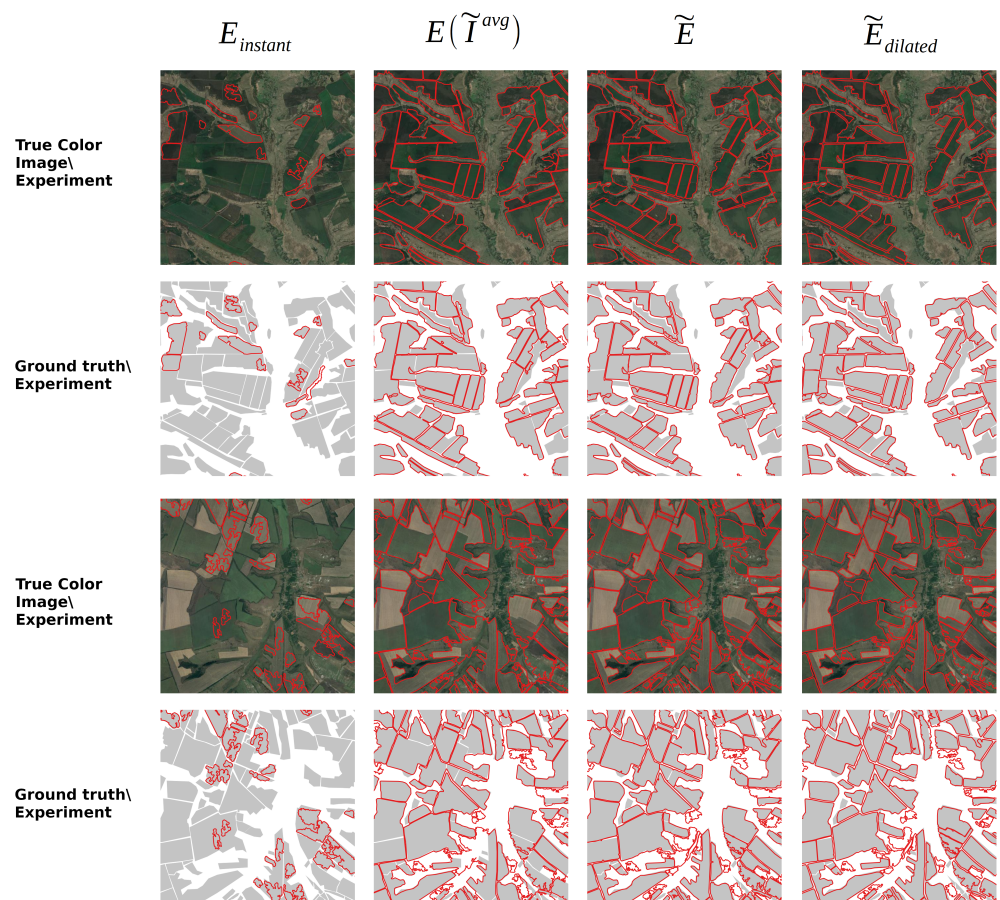 E_instant E(Ĩ^avg) Ẽ Ẽ_dilated
True Color
Image\
Experiment
Ground truth\
Experiment
True Color
Image\
Experiment
Ground truth\
Experiment